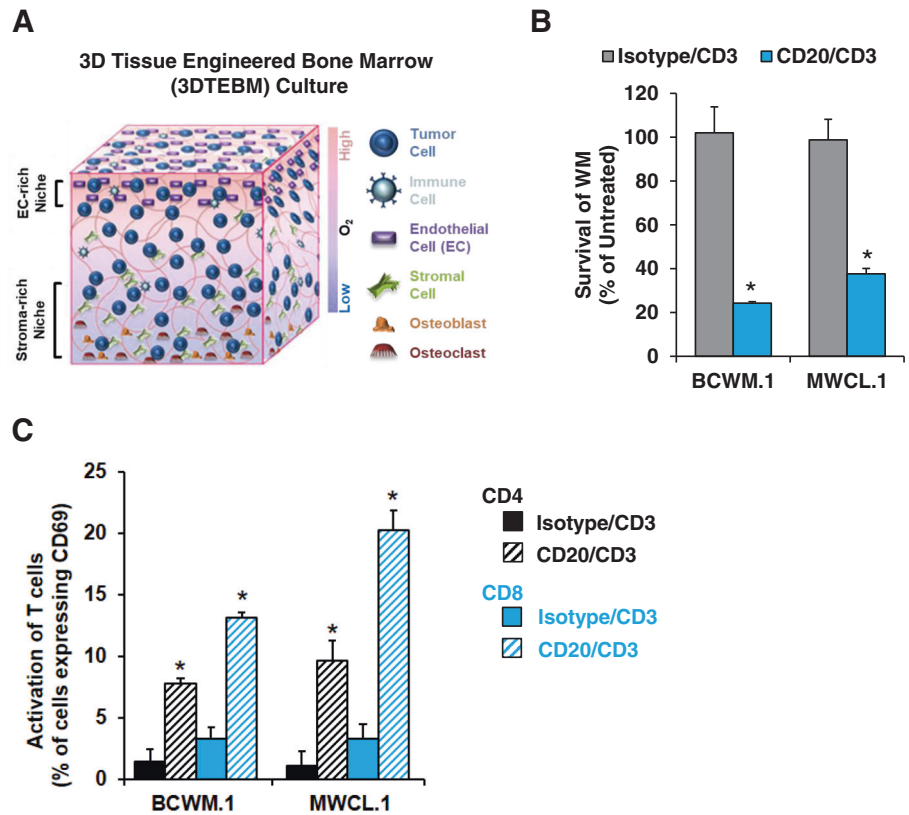 A
3D Tissue Engineered Bone Marrow
(3DTEBM) Culture
EC-rich
Niche
Stroma-rich
Niche
High
O2
Low
Tumor
Cell
Immune
Cell
Endothelial
Cell (EC)
Stromal
Cell
Osteoblast
Osteoclast
B
Isotype/CD3 CD20/CD3
Survival of WM
(% of Untreated)
120
100
80
60
40
20
0
* *
BCWM.1 MWCL.1
C
Activation of T cells
(% of cells expressing CD69)
25
20
15
10
5
0
* * * *
BCWM.1 MWCL.1
CD4
Isotype/CD3
CD20/CD3
CD8
Isotype/CD3
CD20/CD3